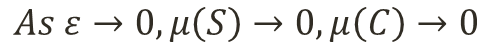 As ε → 0, μ(S) → 0, μ(C) → 0